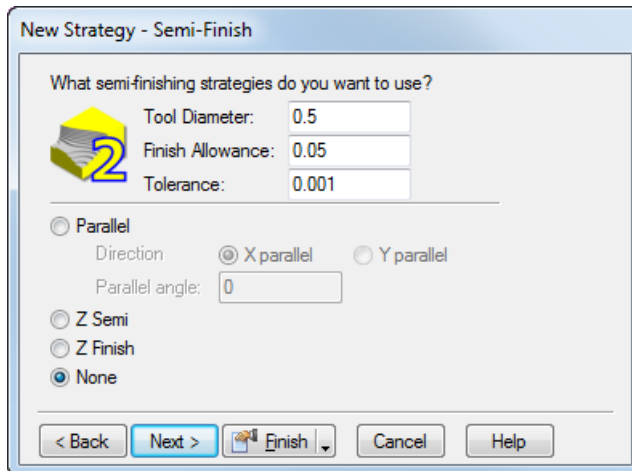 New Strategy - Semi-Finish
What semi-finishing strategies do you want to use?
2
Tool Diameter: 0.5
Finish Allowance: 0.05
Tolerance: 0.001
Parallel
Direction X parallel Y parallel
Parallel angle: 0
Z Semi
Z Finish
None
< Back Next > Finish Cancel Help